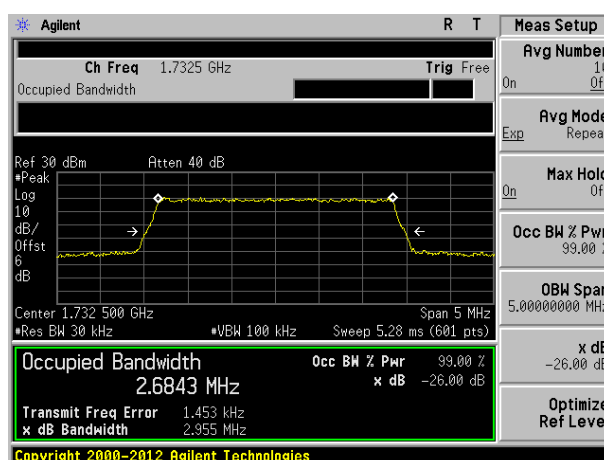 Agilent R T Meas Setup
Ch Freq 1.7325 GHz Trig Free
Occupied Bandwidth
Avg Number
On
Avg Mode
Exp
Ref 30 dBm Atten 40 dB
#Peak
Log
10
dB/
Offst
6
dB
Max Hold
On
Occ BW % Pwr
99.00 %
OBW Span
5.00000000 MHz
Center 1.732 500 GHz Span 5 MHz
#Res BW 30 kHz #VBW 100 kHz Sweep 5.28 ms (601 pts)
Occupied Bandwidth Occ BW % Pwr 99.00 %
2.6843 MHz x dB -26.00 dB
Transmit Freq Error 1.453 kHz
x dB Bandwidth 2.955 MHz
x dB
-26.00 dB
Optimize
Ref Level
Copyright 2000-2012 Agilent Technologies